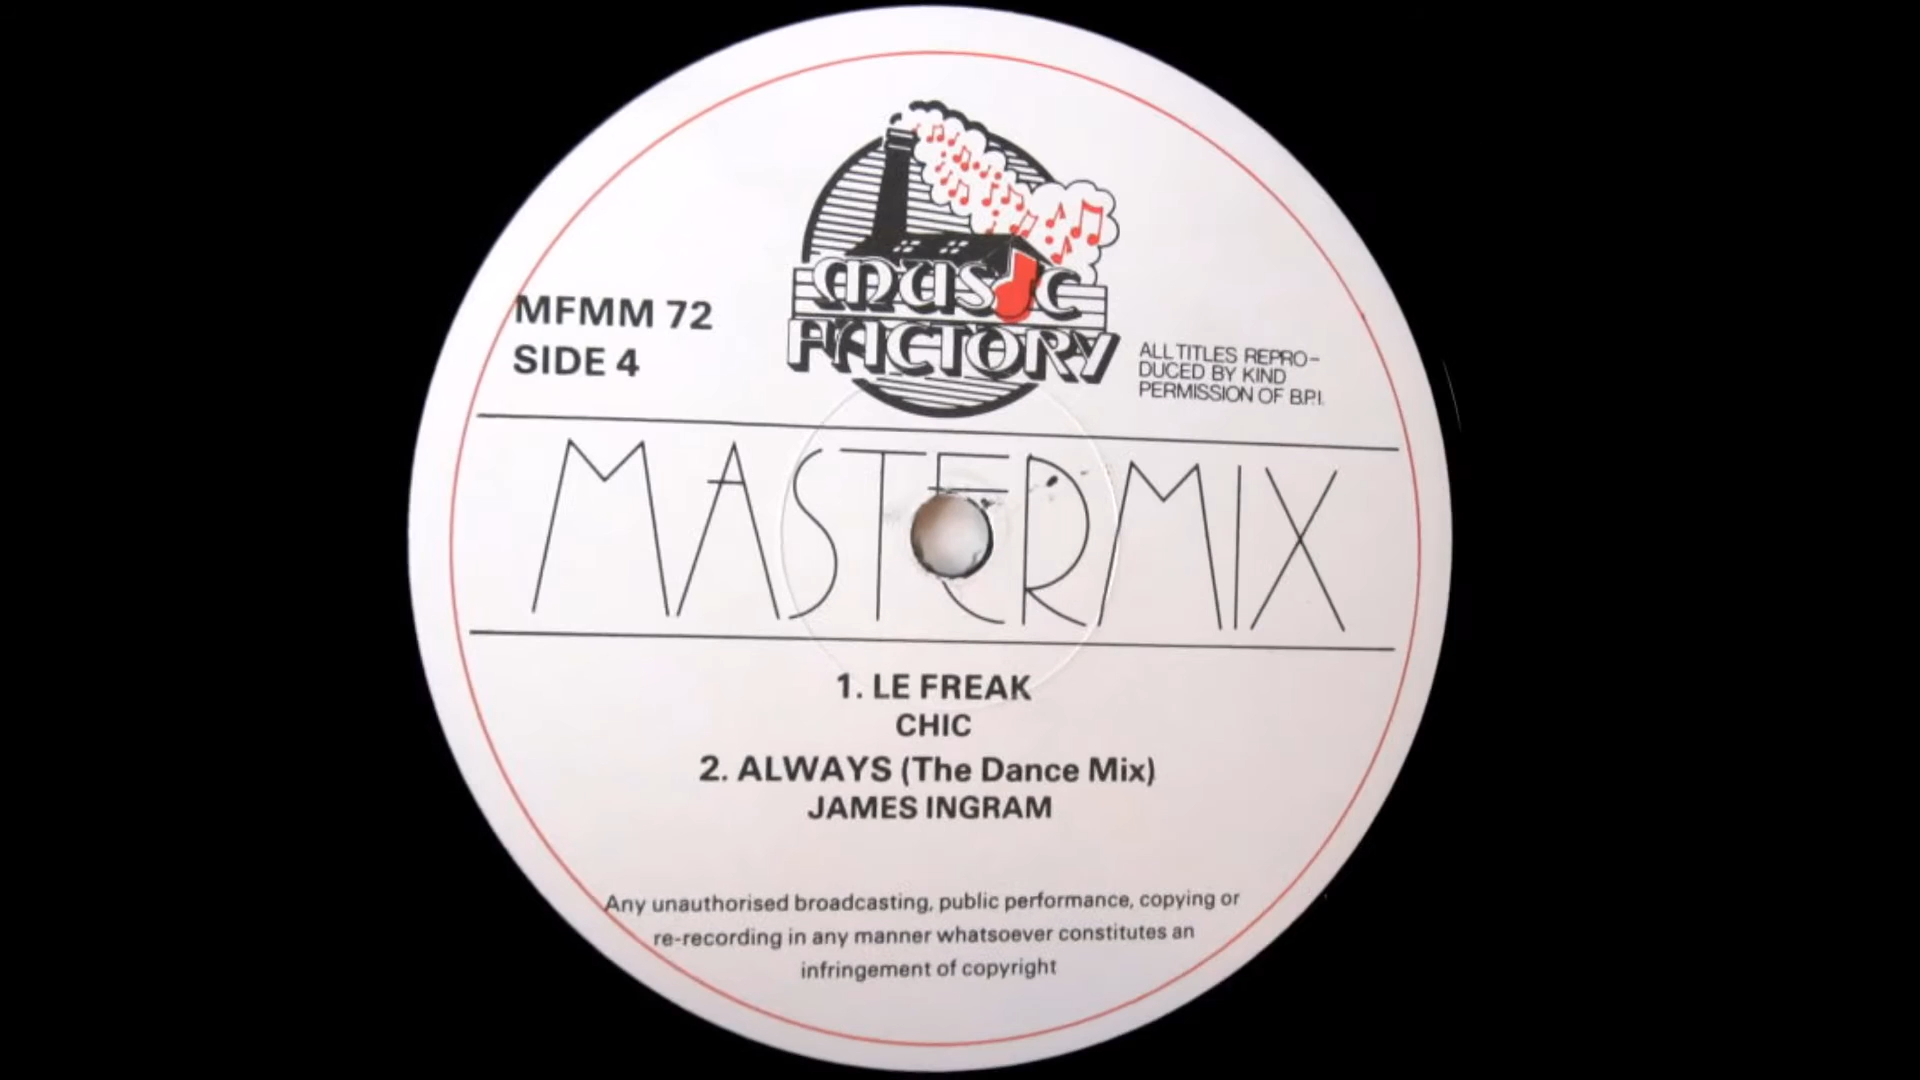 MUSIC
FACTORY
MFMM 72
SIDE 4
ALL TITLES REPRO-
DUCED BY KIND
PERMISSION OF B.P.I.
MASTERMIX
1. LE FREAK
CHIC
2. ALWAYS (The Dance Mix)
JAMES INGRAM
Any unauthorised broadcasting, public performance, copying or
re-recording in any manner whatsoever constitutes an
infringement of copyright